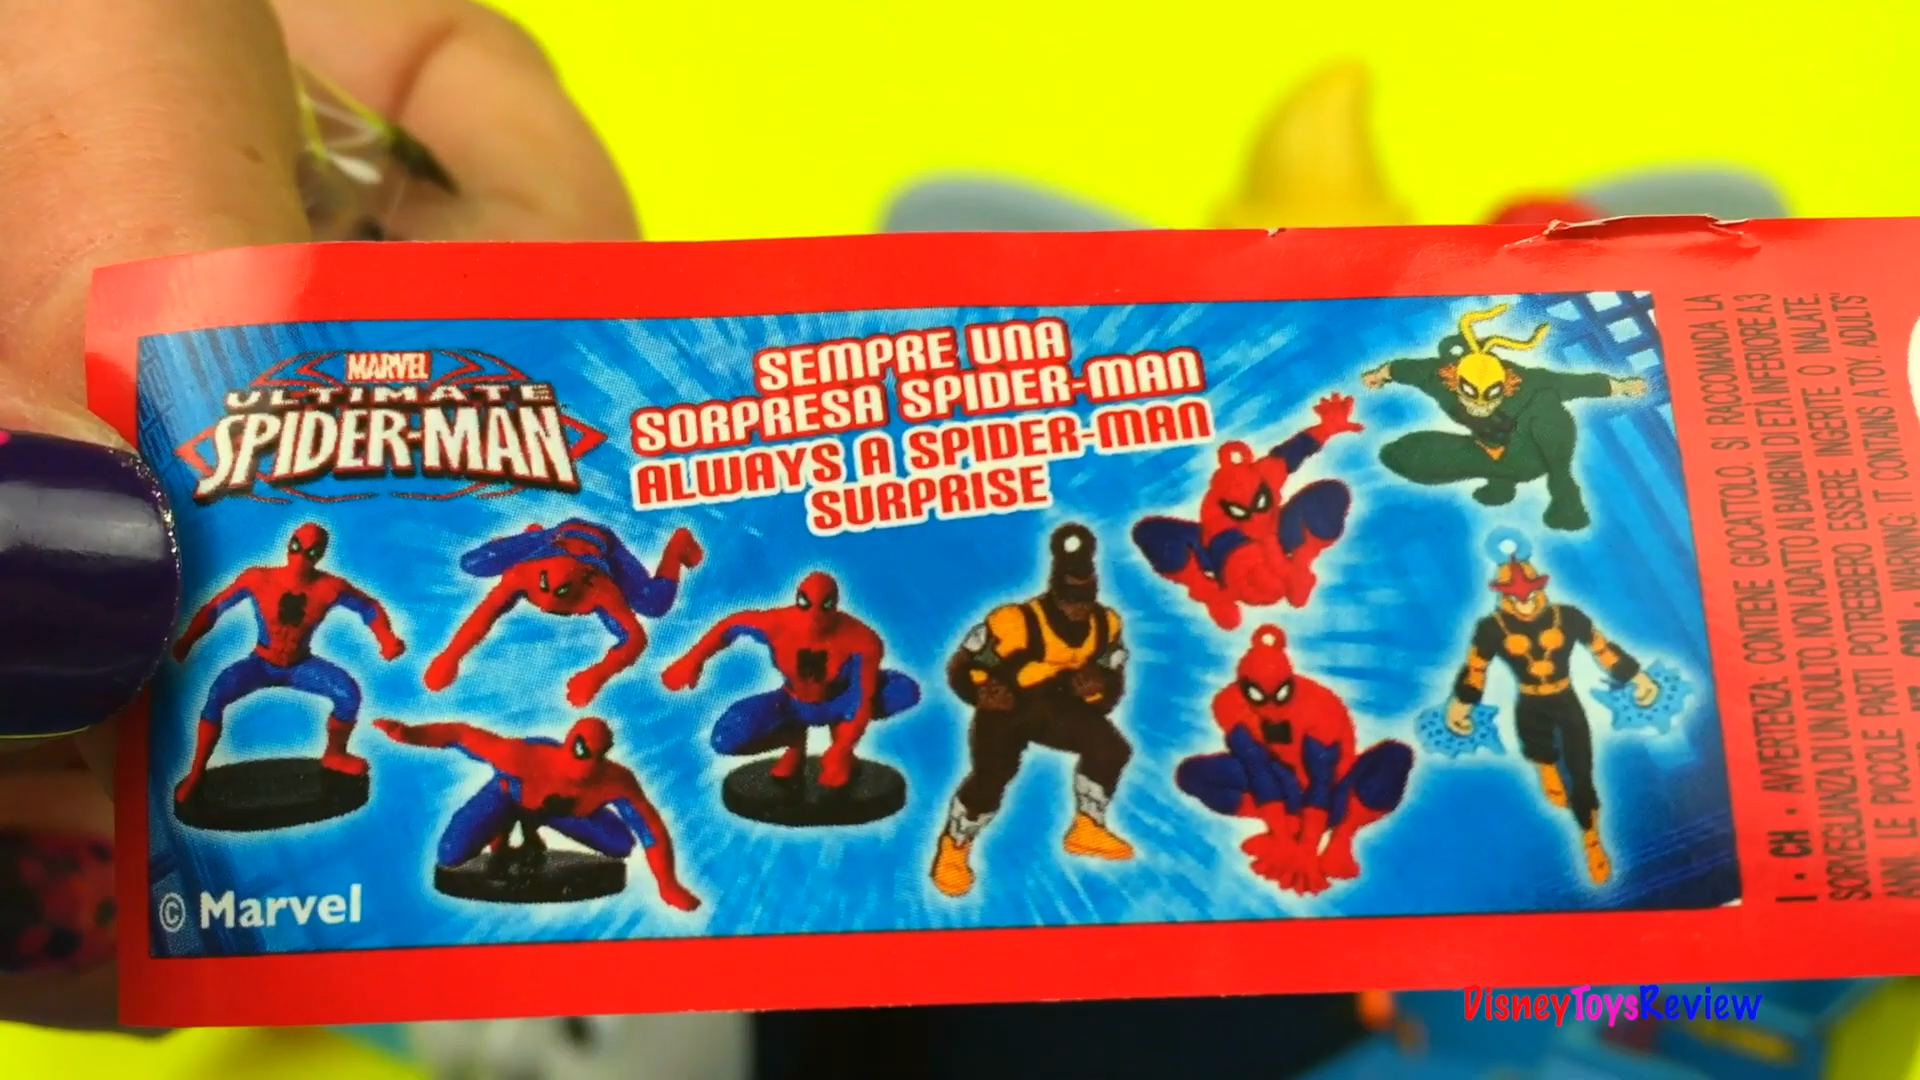 MARVEL
ULTIMATE
SPIDER-MAN
SEMPRE UNA
SORPRESA SPIDER-MAN
ALWAYS A SPIDER-MAN
SURPRISE
© Marvel
I • CH • AVVERTENZA: CONTIENE GIOCATTOLO. SI RACCOMANDA LA
SORVEGLIANZA DI UN ADULTO. NON ADATTO AI BAMBINI DI ETÀ INFERIORE A 3
ANNI. LE PICCOLE PARTI POTREBBERO ESSERE INGERITE O INALATE.
WARNING: IT CONTAINS A TOY. ADULTS'
DisneyToysReview